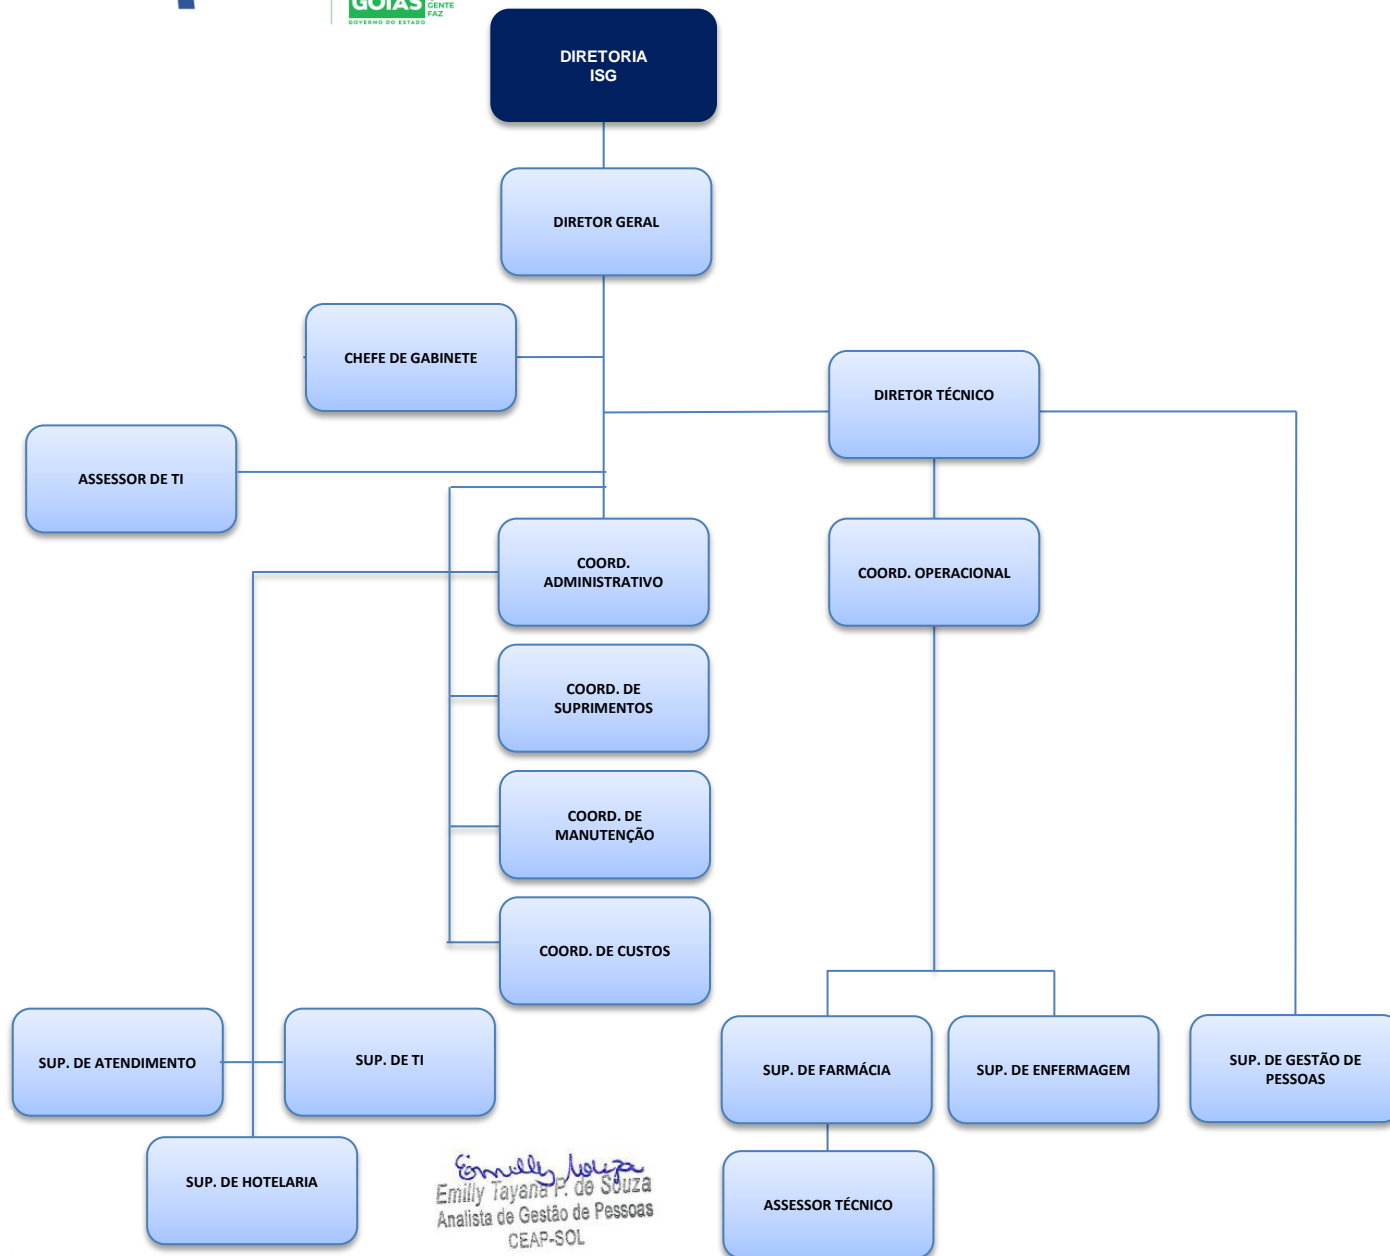 GOIÁS
GENTE
FAZ
GOVERNO DO ESTADO
DIRETORIA
ISG
DIRETOR GERAL
CHEFE DE GABINETE
DIRETOR TÉCNICO
ASSESSOR DE TI
COORD.
ADMINISTRATIVO
COORD. OPERACIONAL
COORD. DE
SUPRIMENTOS
COORD. DE
MANUTENÇÃO
COORD. DE CUSTOS
SUP. DE ATENDIMENTO
SUP. DE TI
SUP. DE FARMÁCIA
SUP. DE ENFERMAGEM
SUP. DE GESTÃO DE
PESSOAS
SUP. DE HOTELARIA
ASSESSOR TÉCNICO
Emilly Souza
Emilly Tayana P. de Souza
Analista de Gestão de Pessoas
CEAP-SOL